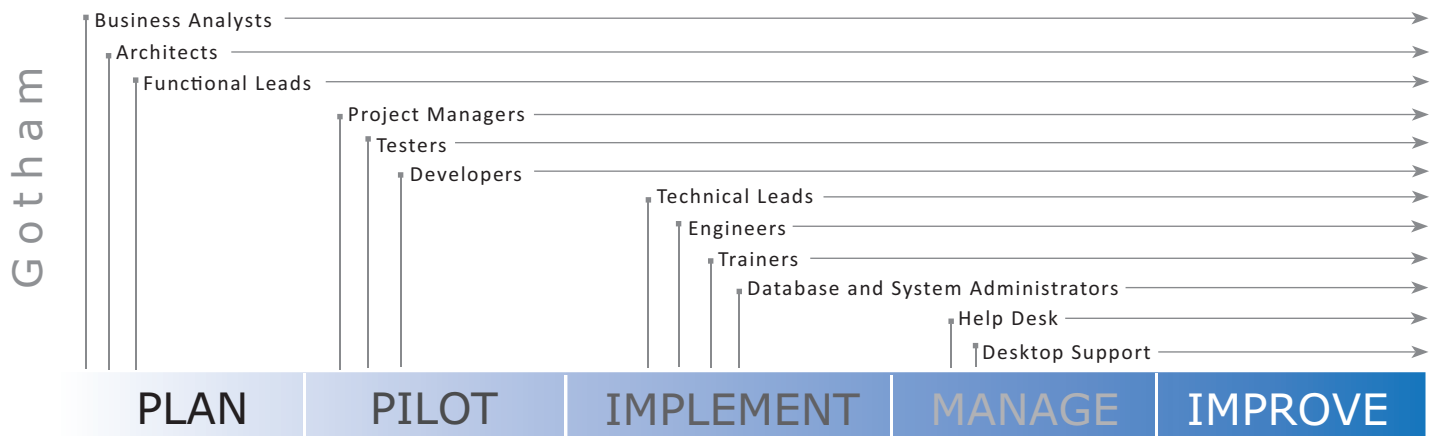 Gotham
Business Analysts
Architects
Functional Leads
Project Managers
Testers
Developers
Technical Leads
Engineers
Trainers
Database and System Administrators
Help Desk
Desktop Support
PLAN
PILOT
IMPLEMENT
MANAGE
IMPROVE